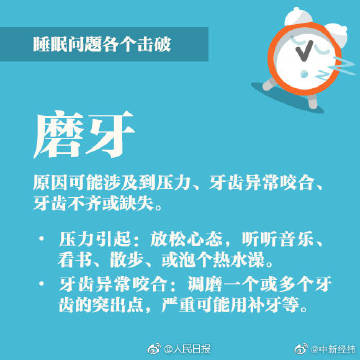 睡眠问题各个击破
磨牙
原因可能涉及到压力、牙齿异常咬合、
牙齿不齐或缺失。
• 压力引起：放松心态，听听音乐、
看书、散步、或泡个热水澡。
• 牙齿异常咬合：调磨一个或多个牙
齿的突出点，严重可能用补牙等。
@人民日报
@中新经纬